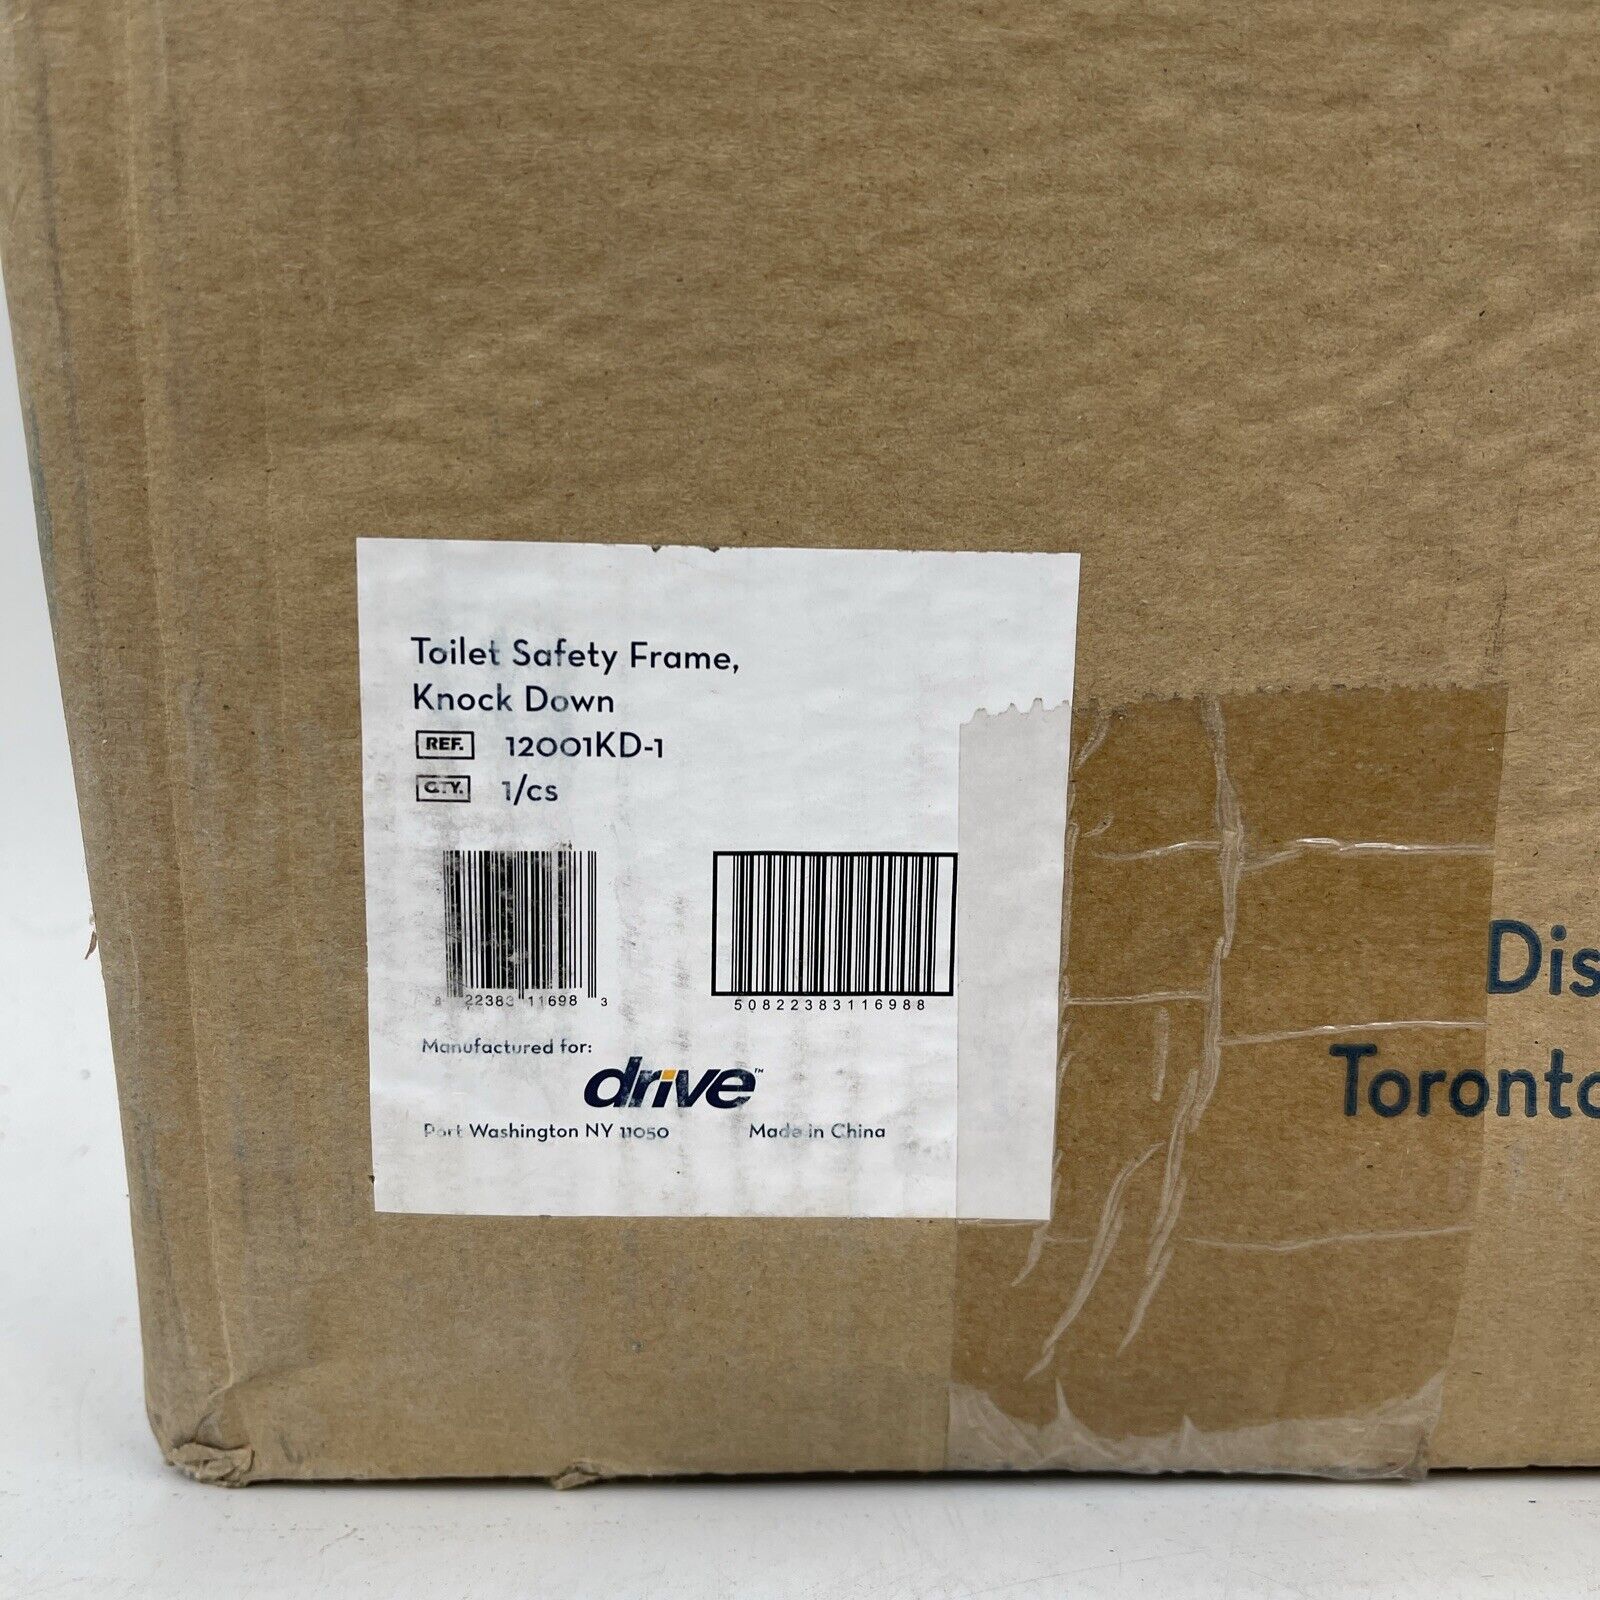 Toilet Safety Frame,
Knock Down
REF. 12001KD-1
QTY. 1/cs
8 22383 11698 3
50822383116988
Manufactured for:
drive™
Port Washington NY 11050 Made in China
Dis
Toronto